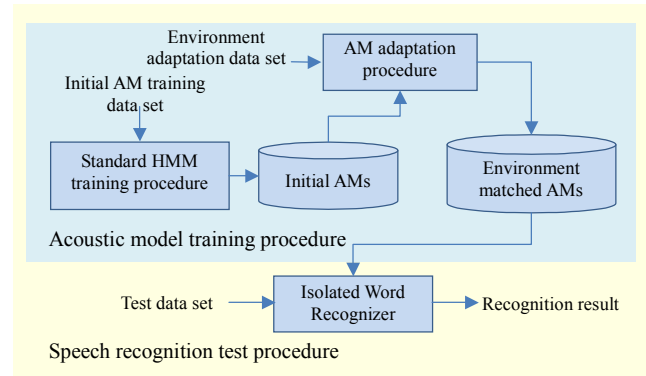 Environment
adaptation data set
AM adaptation
procedure
Initial AM training
data set
Standard HMM
training procedure
Initial AMs
Environment
matched AMs
Acoustic model training procedure
Test data set
Isolated Word
Recognizer
Recognition result
Speech recognition test procedure